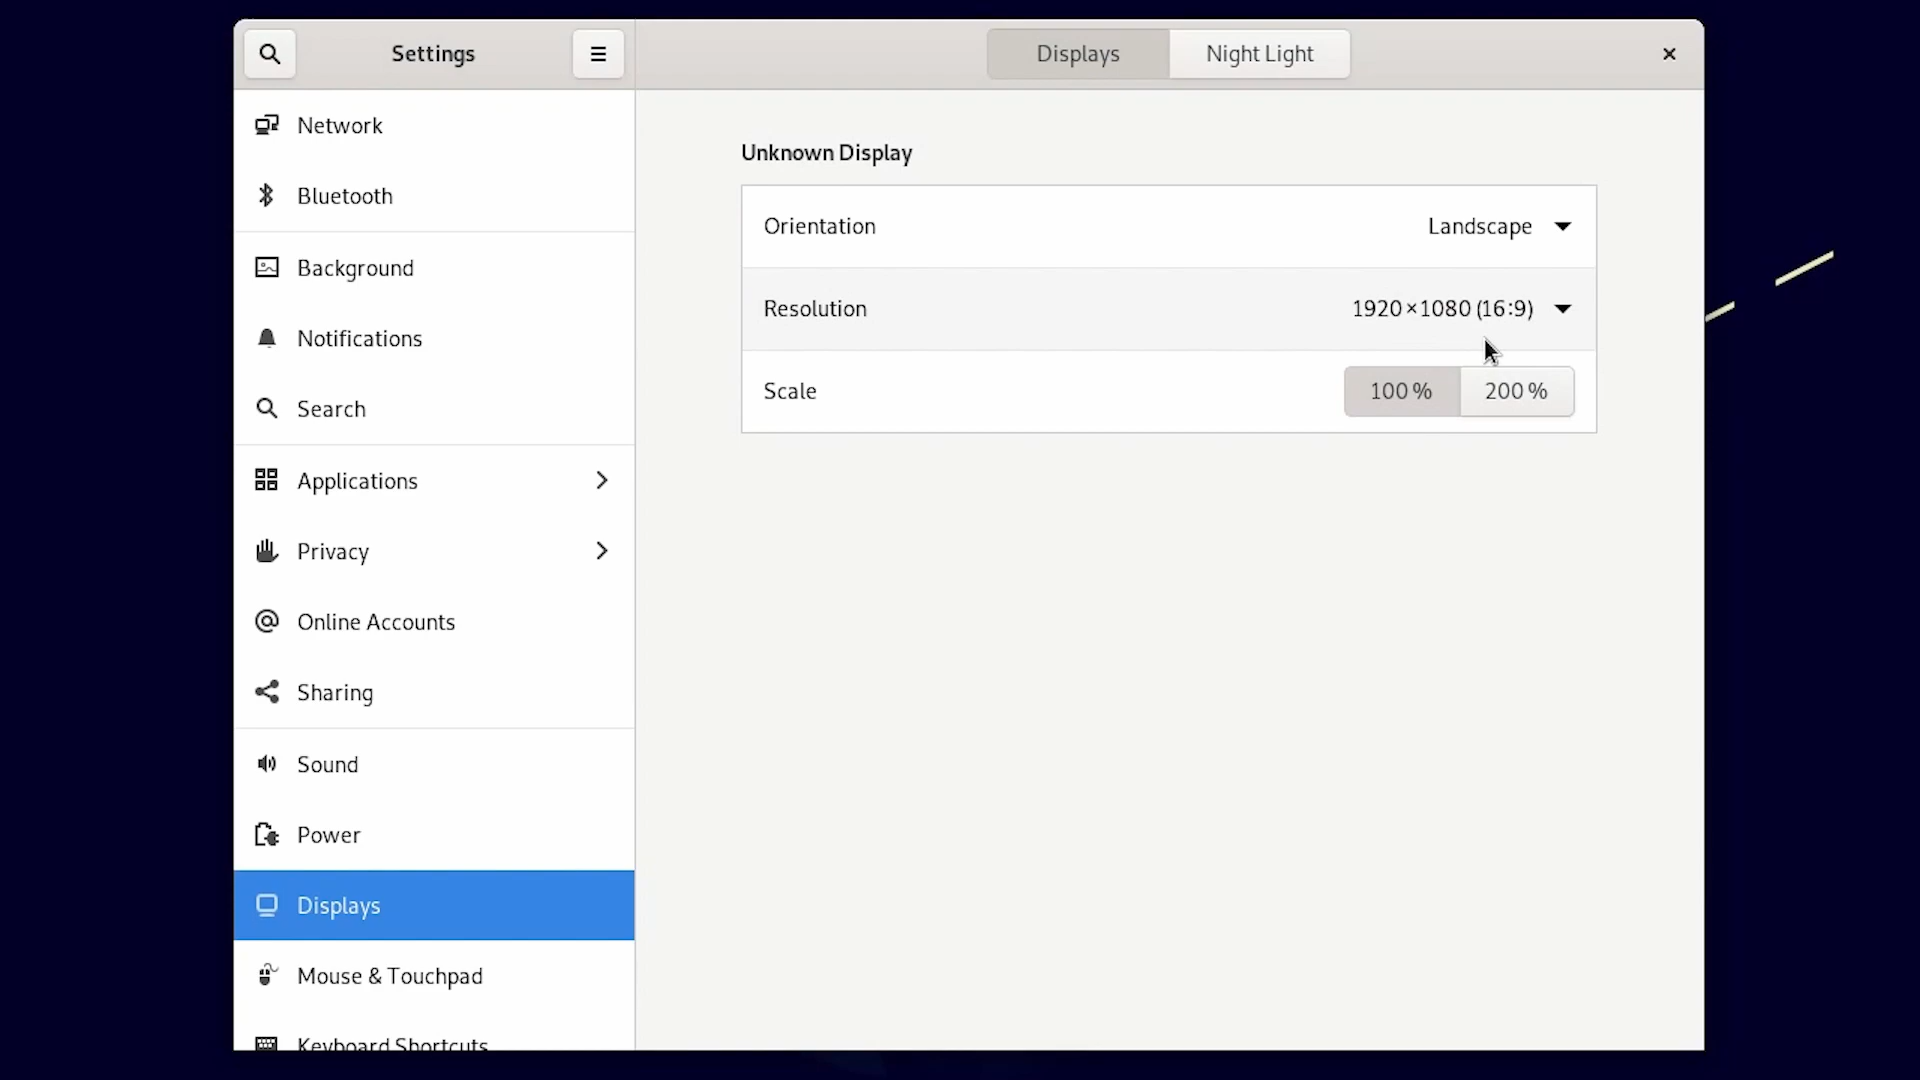 Settings
Displays
Night Light
Network
Bluetooth
Background
Notifications
Search
Applications
Privacy
Online Accounts
Sharing
Sound
Power
Displays
Mouse & Touchpad
Keyboard Shortcuts
Unknown Display
Orientation
Landscape
Resolution
1920×1080 (16:9)
Scale
100 %
200 %